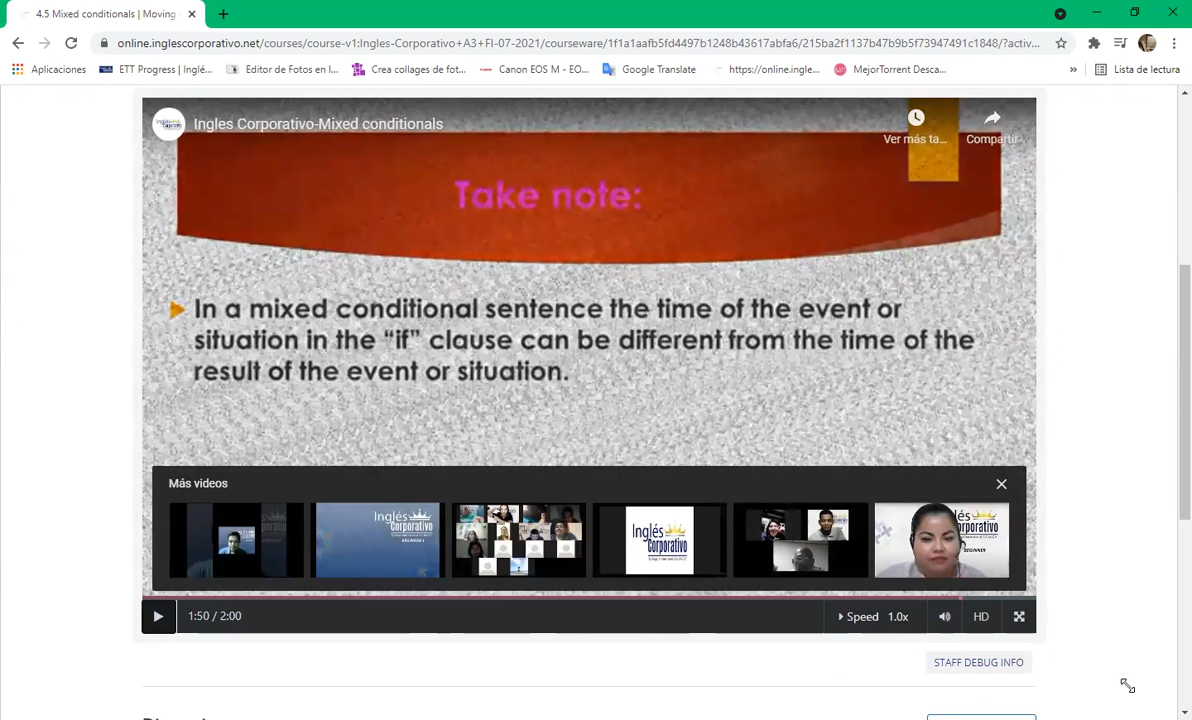 4.5 Mixed conditionals | Moving
online.inglescorporativo.net/courses/course-v1:Ingles-Corporativo+A3+FI-07-2021/courseware/1f1a1aafb5fd4497b1248b43617abfa6/215ba2f1137b47b9b5f73947491c1848/?activ...
Aplicaciones
ETT Progress | Inglé...
Editor de Fotos en l...
Crea collages de fot...
Canon EOS M - EO...
Google Translate
https://online.ingle...
MejorTorrent Desca...
»
Lista de lectura
Ingles Corporativo-Mixed conditionals
Ver más ta...
Compartir
Take note:
In a mixed conditional sentence the time of the event or
situation in the “if” clause can be different from the time of the
result of the event or situation.
Más videos
Inglés
Corporativo
Inglés
Corporativo
Inglés
Corporativo
BEGINNER
1:50 / 2:00
Speed 1.0x
HD
STAFF DEBUG INFO